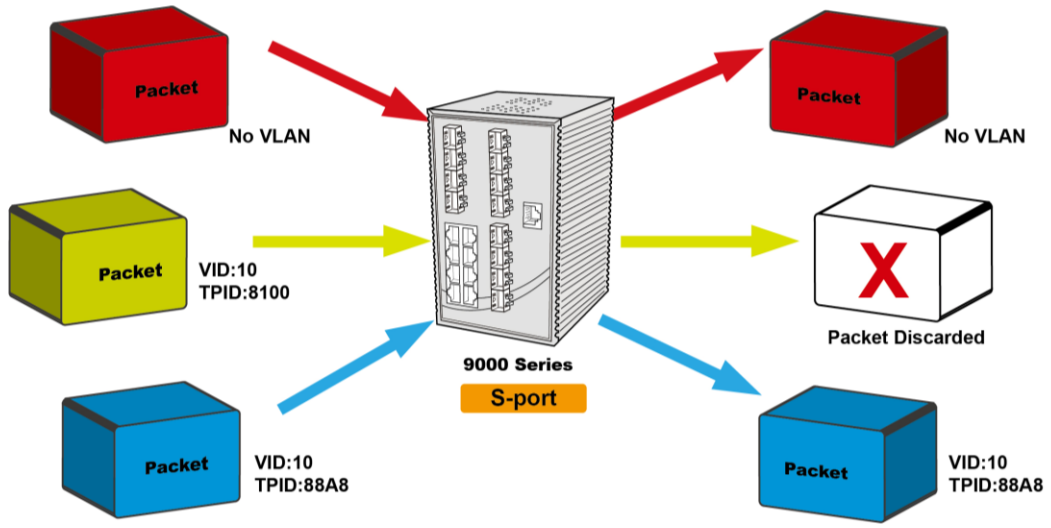 Packet
No VLAN
Packet
No VLAN
Packet
VID:10
TPID:8100
X
Packet Discarded
9000 Series
S-port
Packet
VID:10
TPID:88A8
Packet
VID:10
TPID:88A8